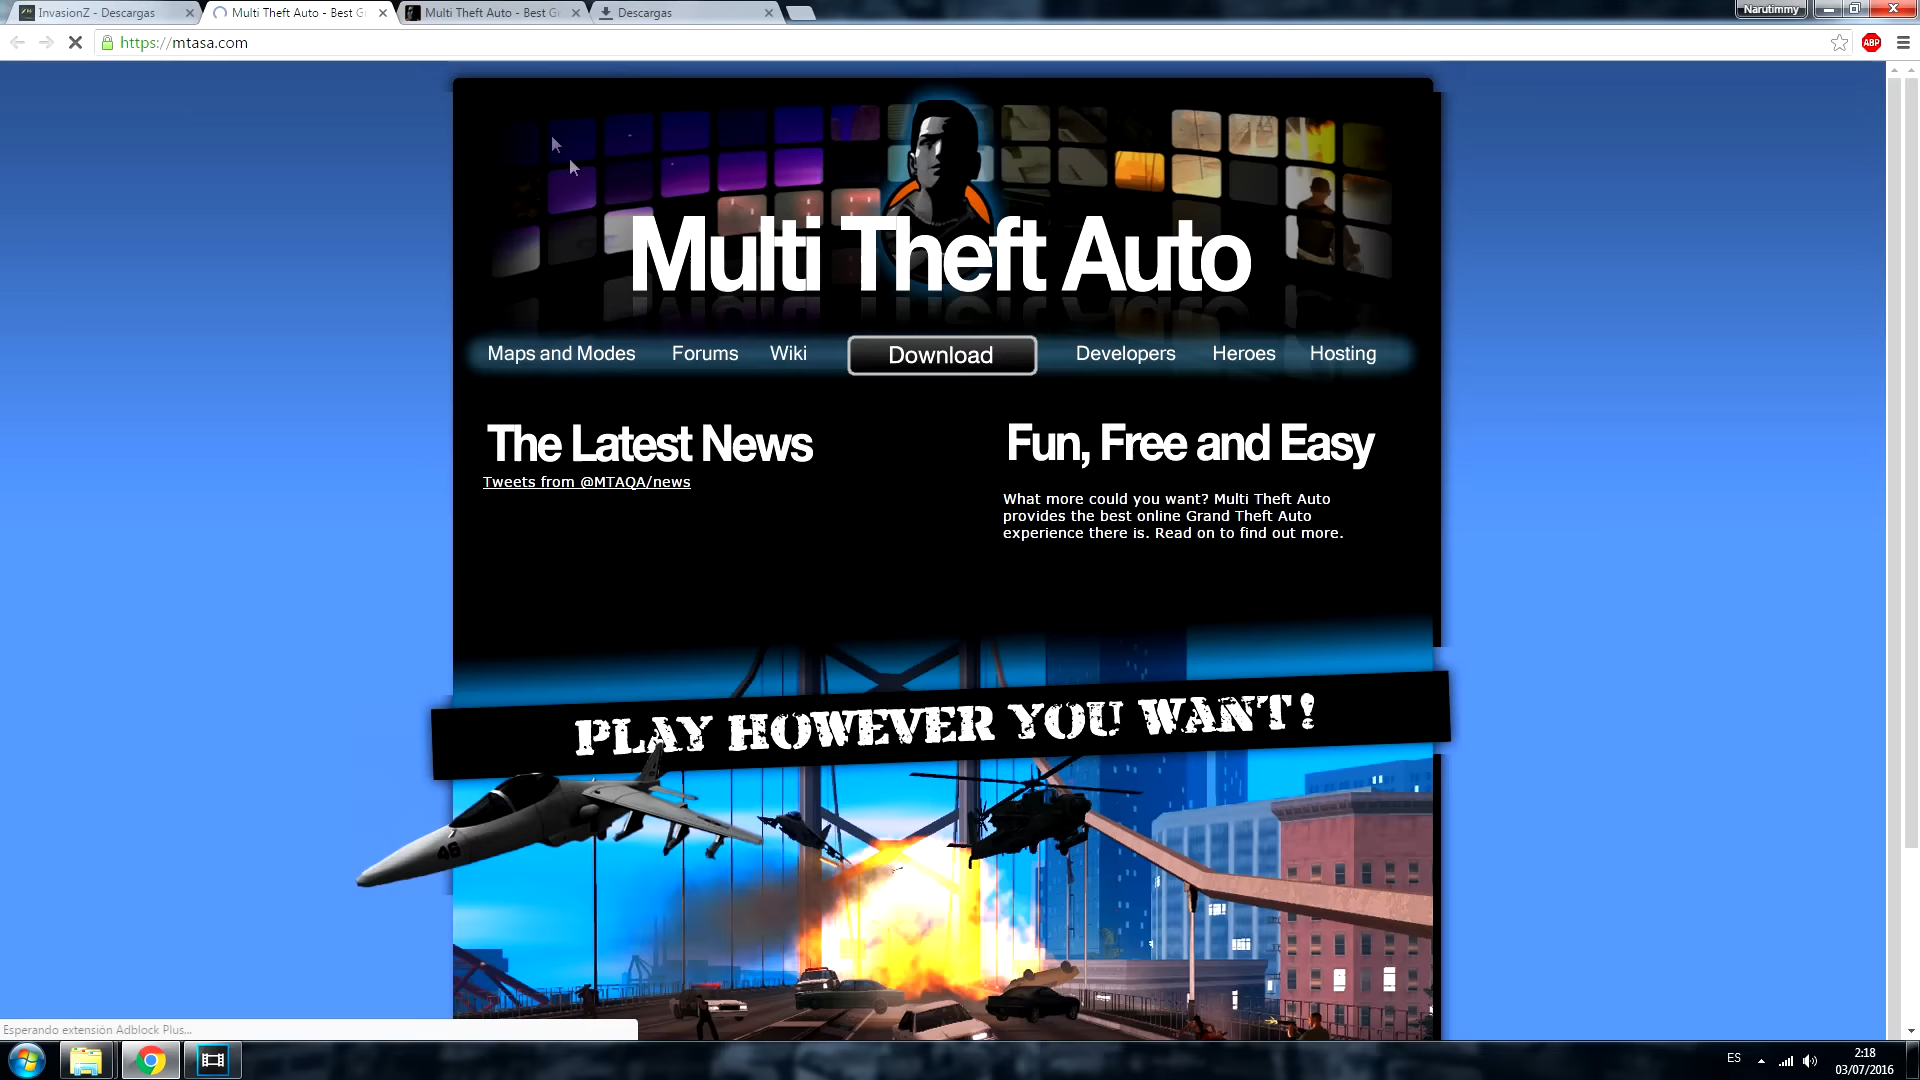 InvasionZ - Descargas
Multi Theft Auto - Best G
Multi Theft Auto - Best G
Descargas
Narutimmy
https://mtasa.com
ABP
Multi Theft Auto
Maps and Modes
Forums
Wiki
Download
Developers
Heroes
Hosting
The Latest News
Tweets from @MTAQA/news
Fun, Free and Easy
What more could you want? Multi Theft Auto
provides the best online Grand Theft Auto
experience there is. Read on to find out more.
PLAY HOWEVER YOU WANT!
46
Esperando extensión Adblock Plus...
ES
2:18
03/07/2016